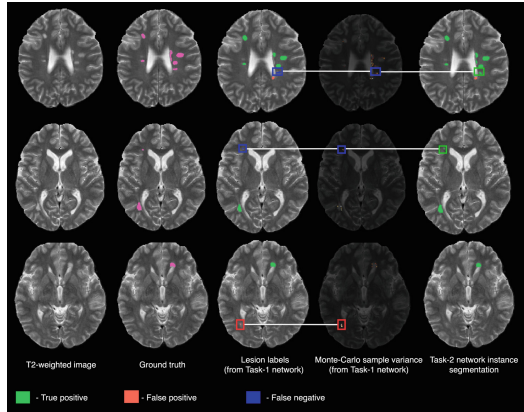 T2-weighted image
Ground truth
Lesion labels
(from Task-1 network)
Monte-Carlo sample variance
(from Task-1 network)
Task-2 network instance
segmentation
- True positive
- False positive
- False negative